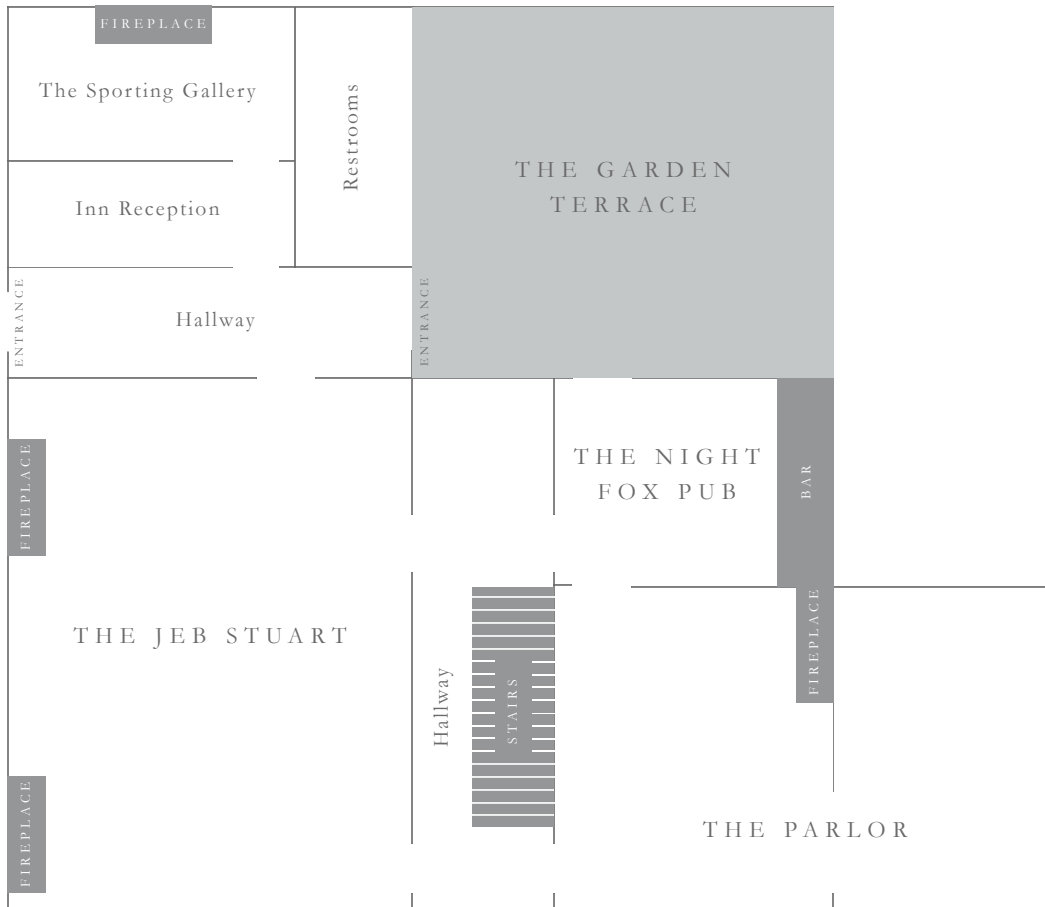 FIREPLACE
The Sporting Gallery
Restrooms
THE GARDEN
TERRACE
Inn Reception
ENTRANCE
Hallway
ENTRANCE
FIREPLACE
THE NIGHT
FOX PUB
BAR
THE JEB STUART
FIREPLACE
Hallway
STAIRS
FIREPLACE
THE PARLOR